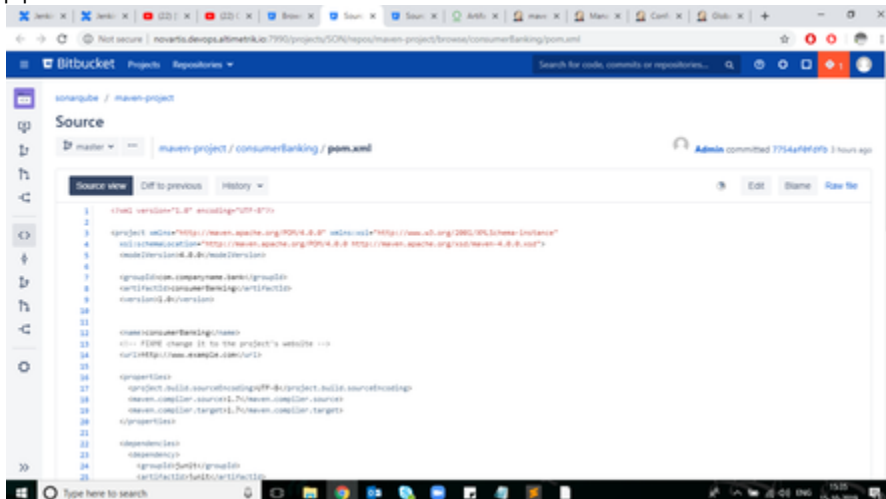 Not secure | novartis.devops.altimetrik.io:7990/projects/SON/repos/maven-project/browse/consumerBanking/pom.xml
Bitbucket Projects Repositories
Search for code, commits or repositories...
sonarqube / maven-project
Source
master
maven-project / consumerBanking / pom.xml
Admin committed 3 hours ago
Source view Diff to previous History Edit Blame Raw file
1 <?xml version="1.0" encoding="UTF-8"?>
2
3 <project xmlns="http://maven.apache.org/POM/4.0.0" xmlns:xsi="http://www.w3.org/2001/XMLSchema-instance"
4 xsi:schemaLocation="http://maven.apache.org/POM/4.0.0 http://maven.apache.org/xsd/maven-4.0.0.xsd">
5 <modelVersion>4.0.0</modelVersion>
6
7 <groupId>com.companyname.bank</groupId>
8 <artifactId>consumerBanking</artifactId>
9 <version>1.0</version>
10
11
12 <name>consumerBanking</name>
13 <!-- FIXME change it to the project's website -->
14 <url>http://www.example.com</url>
15
16 <properties>
17 <project.build.sourceEncoding>UTF-8</project.build.sourceEncoding>
18 <maven.compiler.source>1.7</maven.compiler.source>
19 <maven.compiler.target>1.7</maven.compiler.target>
20 </properties>
21
22 <dependencies>
23 <dependency>
24 <groupId>junit</groupId>
25 <artifactId>junit</artifactId>
Type here to search
ENG
15:35